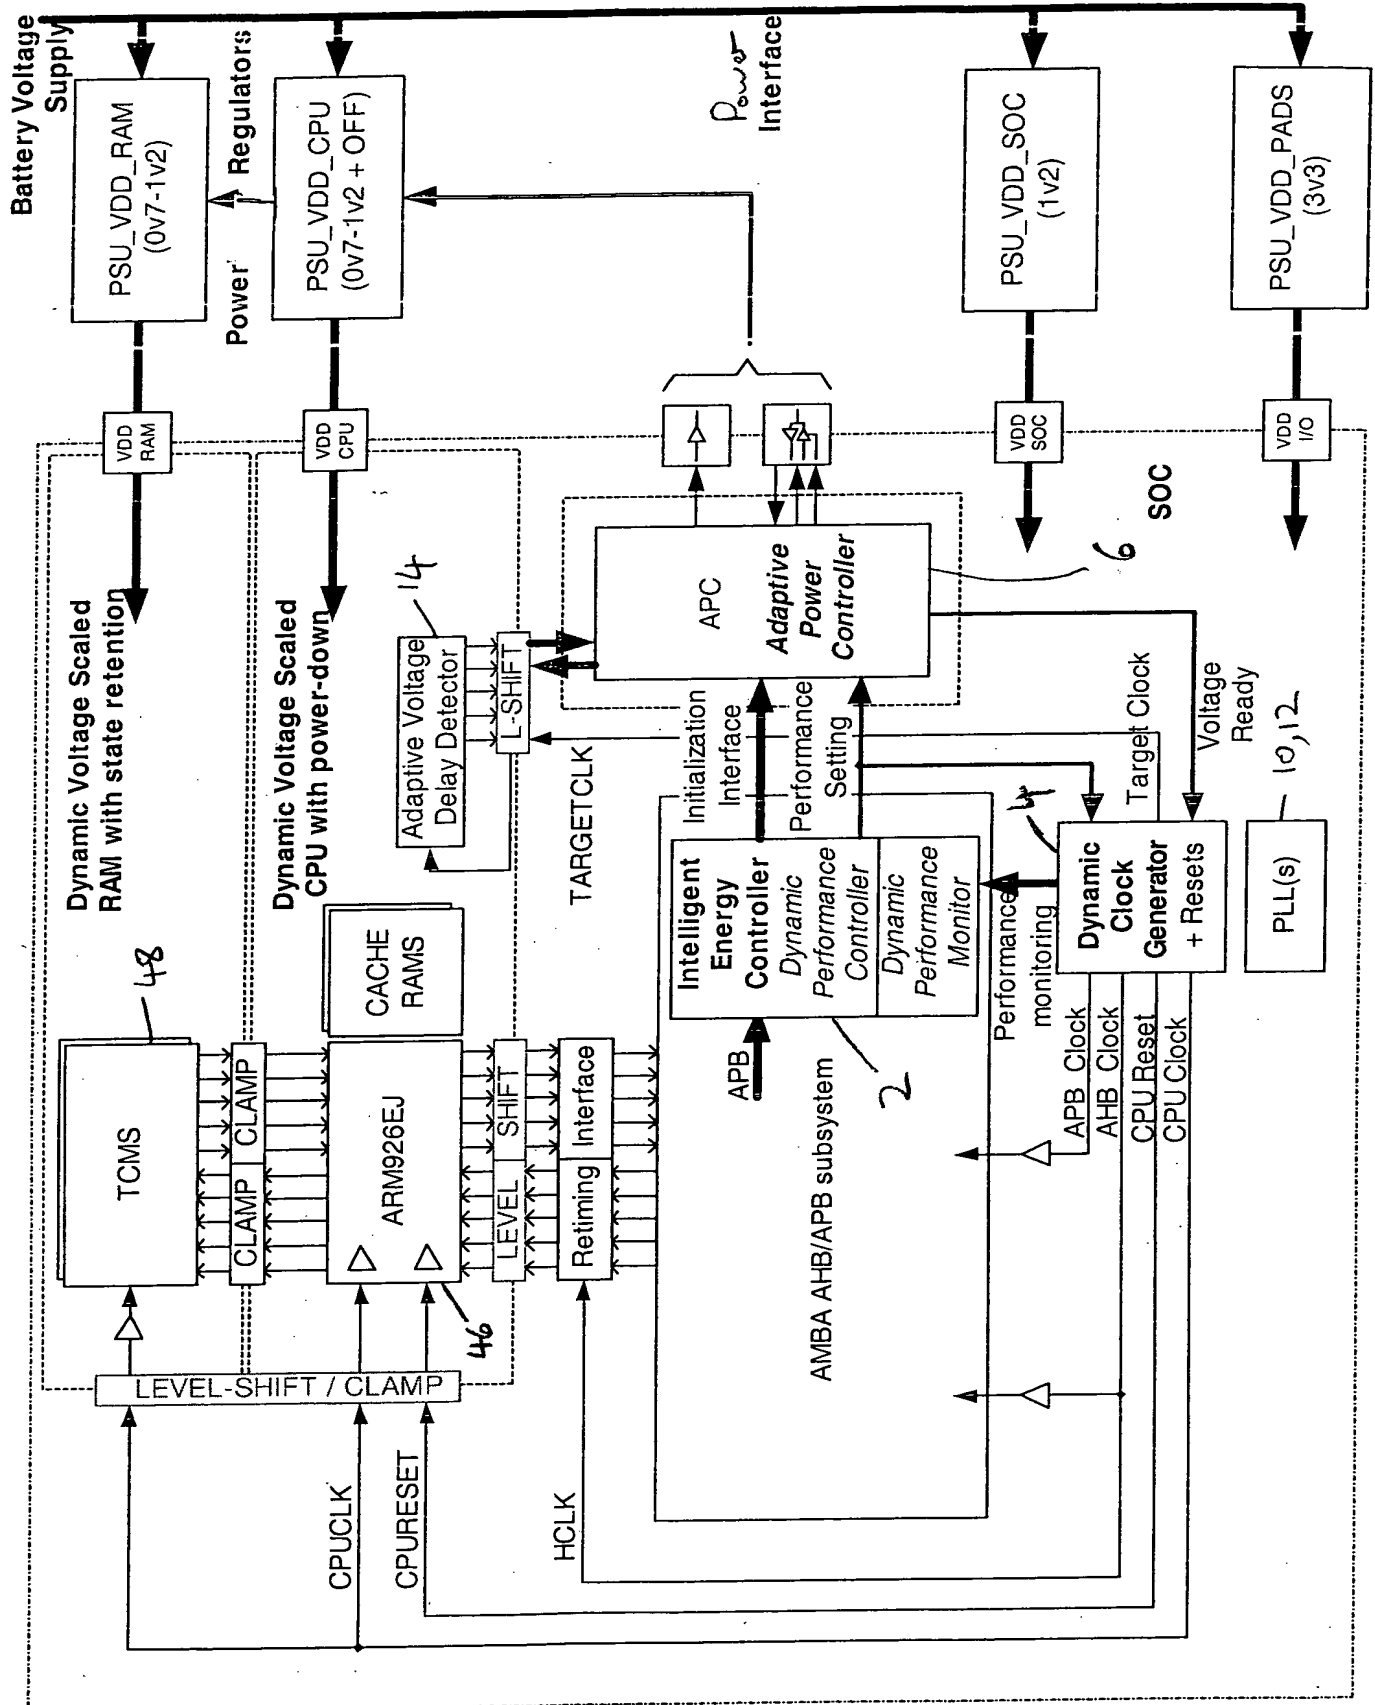 Battery Voltage
Supply
PSU_VDD_RAM
(0v7-1v2)
Power Regulators
PSU_VDD_CPU
(0v7-1v2 + OFF)
Power
Interface
PSU_VDD_SOC
(1v2)
PSU_VDD_PADS
(3v3)
VDD
RAM
VDD
CPU
VDD
SOC
VDD
I/O
Dynamic Voltage Scaled
RAM with state retention
Dynamic Voltage Scaled
CPU with power-down
14
Adaptive Voltage
Delay Detector
L-SHIFT
TARGETCLK
APC
Adaptive
Power
Controller
6
SOC
Initialization
Interface
Performance
Setting
Target Clock
Voltage
Ready
48
TCMS
CLAMP CLAMP
CACHE
RAMS
ARM926EJ
46
LEVEL SHIFT
Retiming Interface
LEVEL-SHIFT / CLAMP
APB
Intelligent
Energy
Controller
Dynamic
Performance
Controller
Dynamic
Performance
Monitor
2
AMBA AHB/APB subsystem
Performance
monitoring
4
Dynamic
Clock
Generator
+ Resets
PLL(s)
10,12
APB Clock
AHB Clock
CPU Reset
CPU Clock
CPUCLK
CPURESET
HCLK